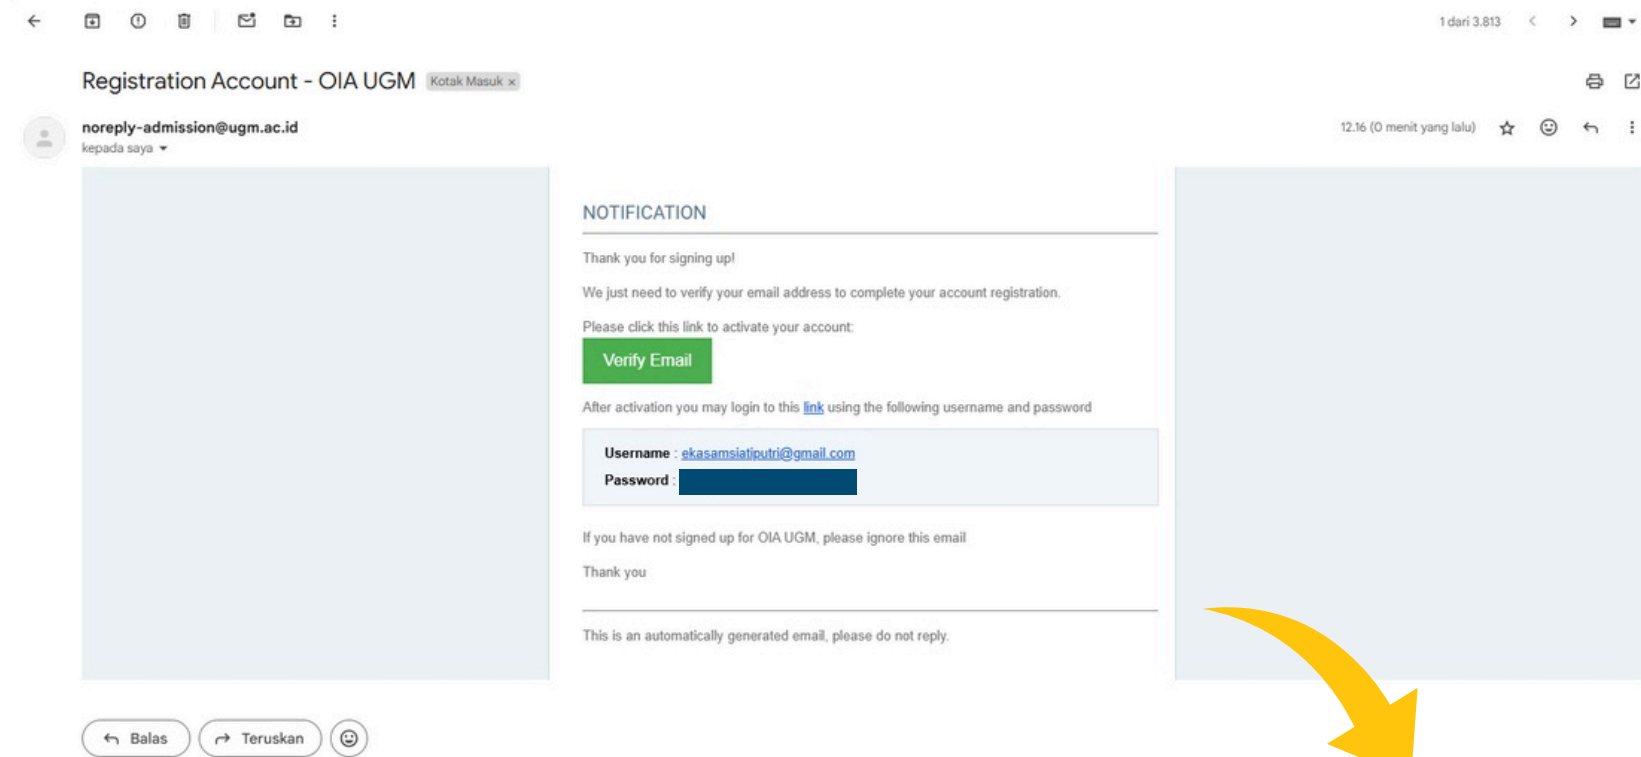 1 dari 3.813
Registration Account - OIA UGM Kotak Masuk ×
noreply-admission@ugm.ac.id 12.16 (0 menit yang lalu)
kepada saya
NOTIFICATION
Thank you for signing up!
We just need to verify your email address to complete your account registration.
Please click this link to activate your account:
Verify Email
After activation you may login to this link using the following username and password
Username : ekasamsiatiputri@gmail.com
Password :
If you have not signed up for OIA UGM, please ignore this email
Thank you
This is an automatically generated email, please do not reply.
Balas Teruskan